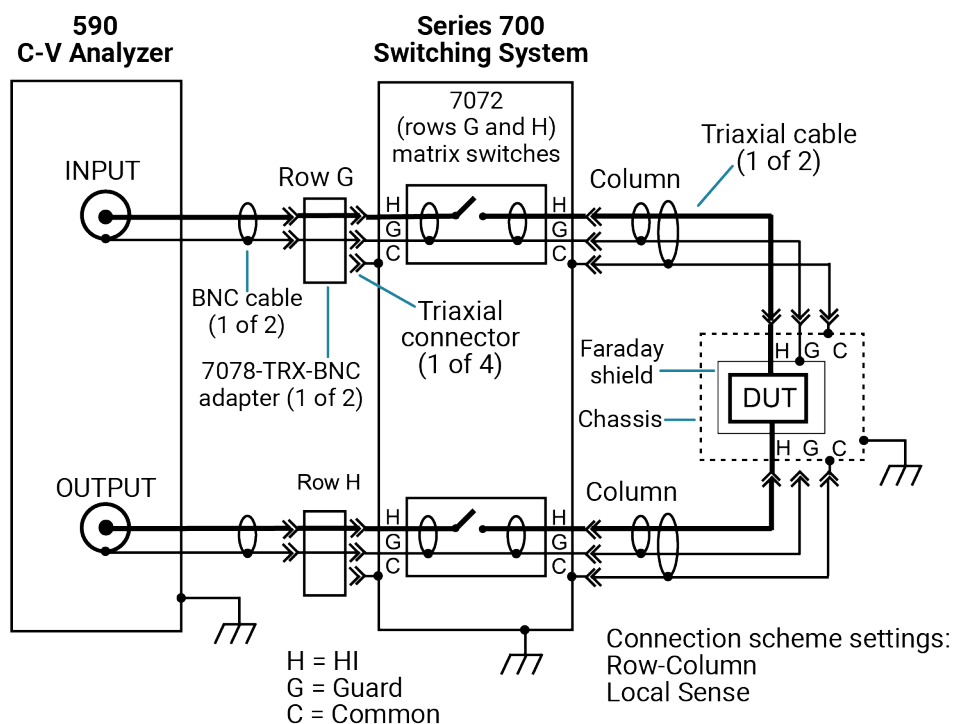 590
C-V Analyzer
Series 700
Switching System
7072
(rows G and H)
matrix switches
Triaxial cable
(1 of 2)
INPUT
Row G
Column
H
G
C
H
G
C
BNC cable
(1 of 2)
Triaxial
connector
(1 of 4)
7078-TRX-BNC
adapter (1 of 2)
Faraday
shield
Chassis
H G C
DUT
H G C
OUTPUT
Row H
Column
H
G
C
H
G
C
H = HI
G = Guard
C = Common
Connection scheme settings:
Row-Column
Local Sense